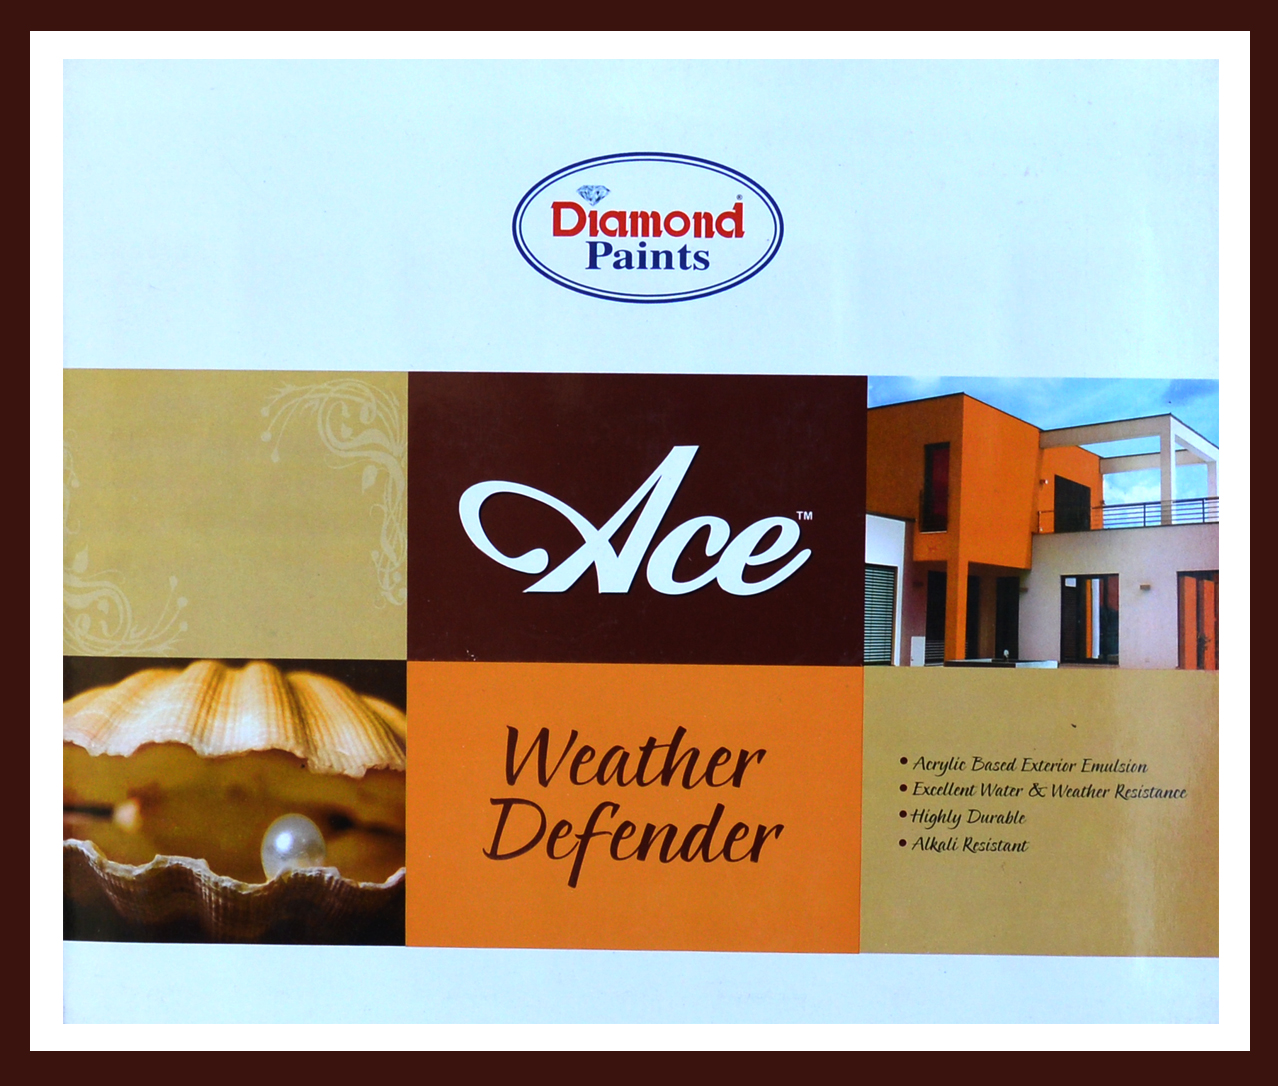 Diamond®
Paints
Ace™
Weather
Defender
• Acrylic Based Exterior Emulsion
• Excellent Water & Weather Resistance
• Highly Durable
• Alkali Resistant